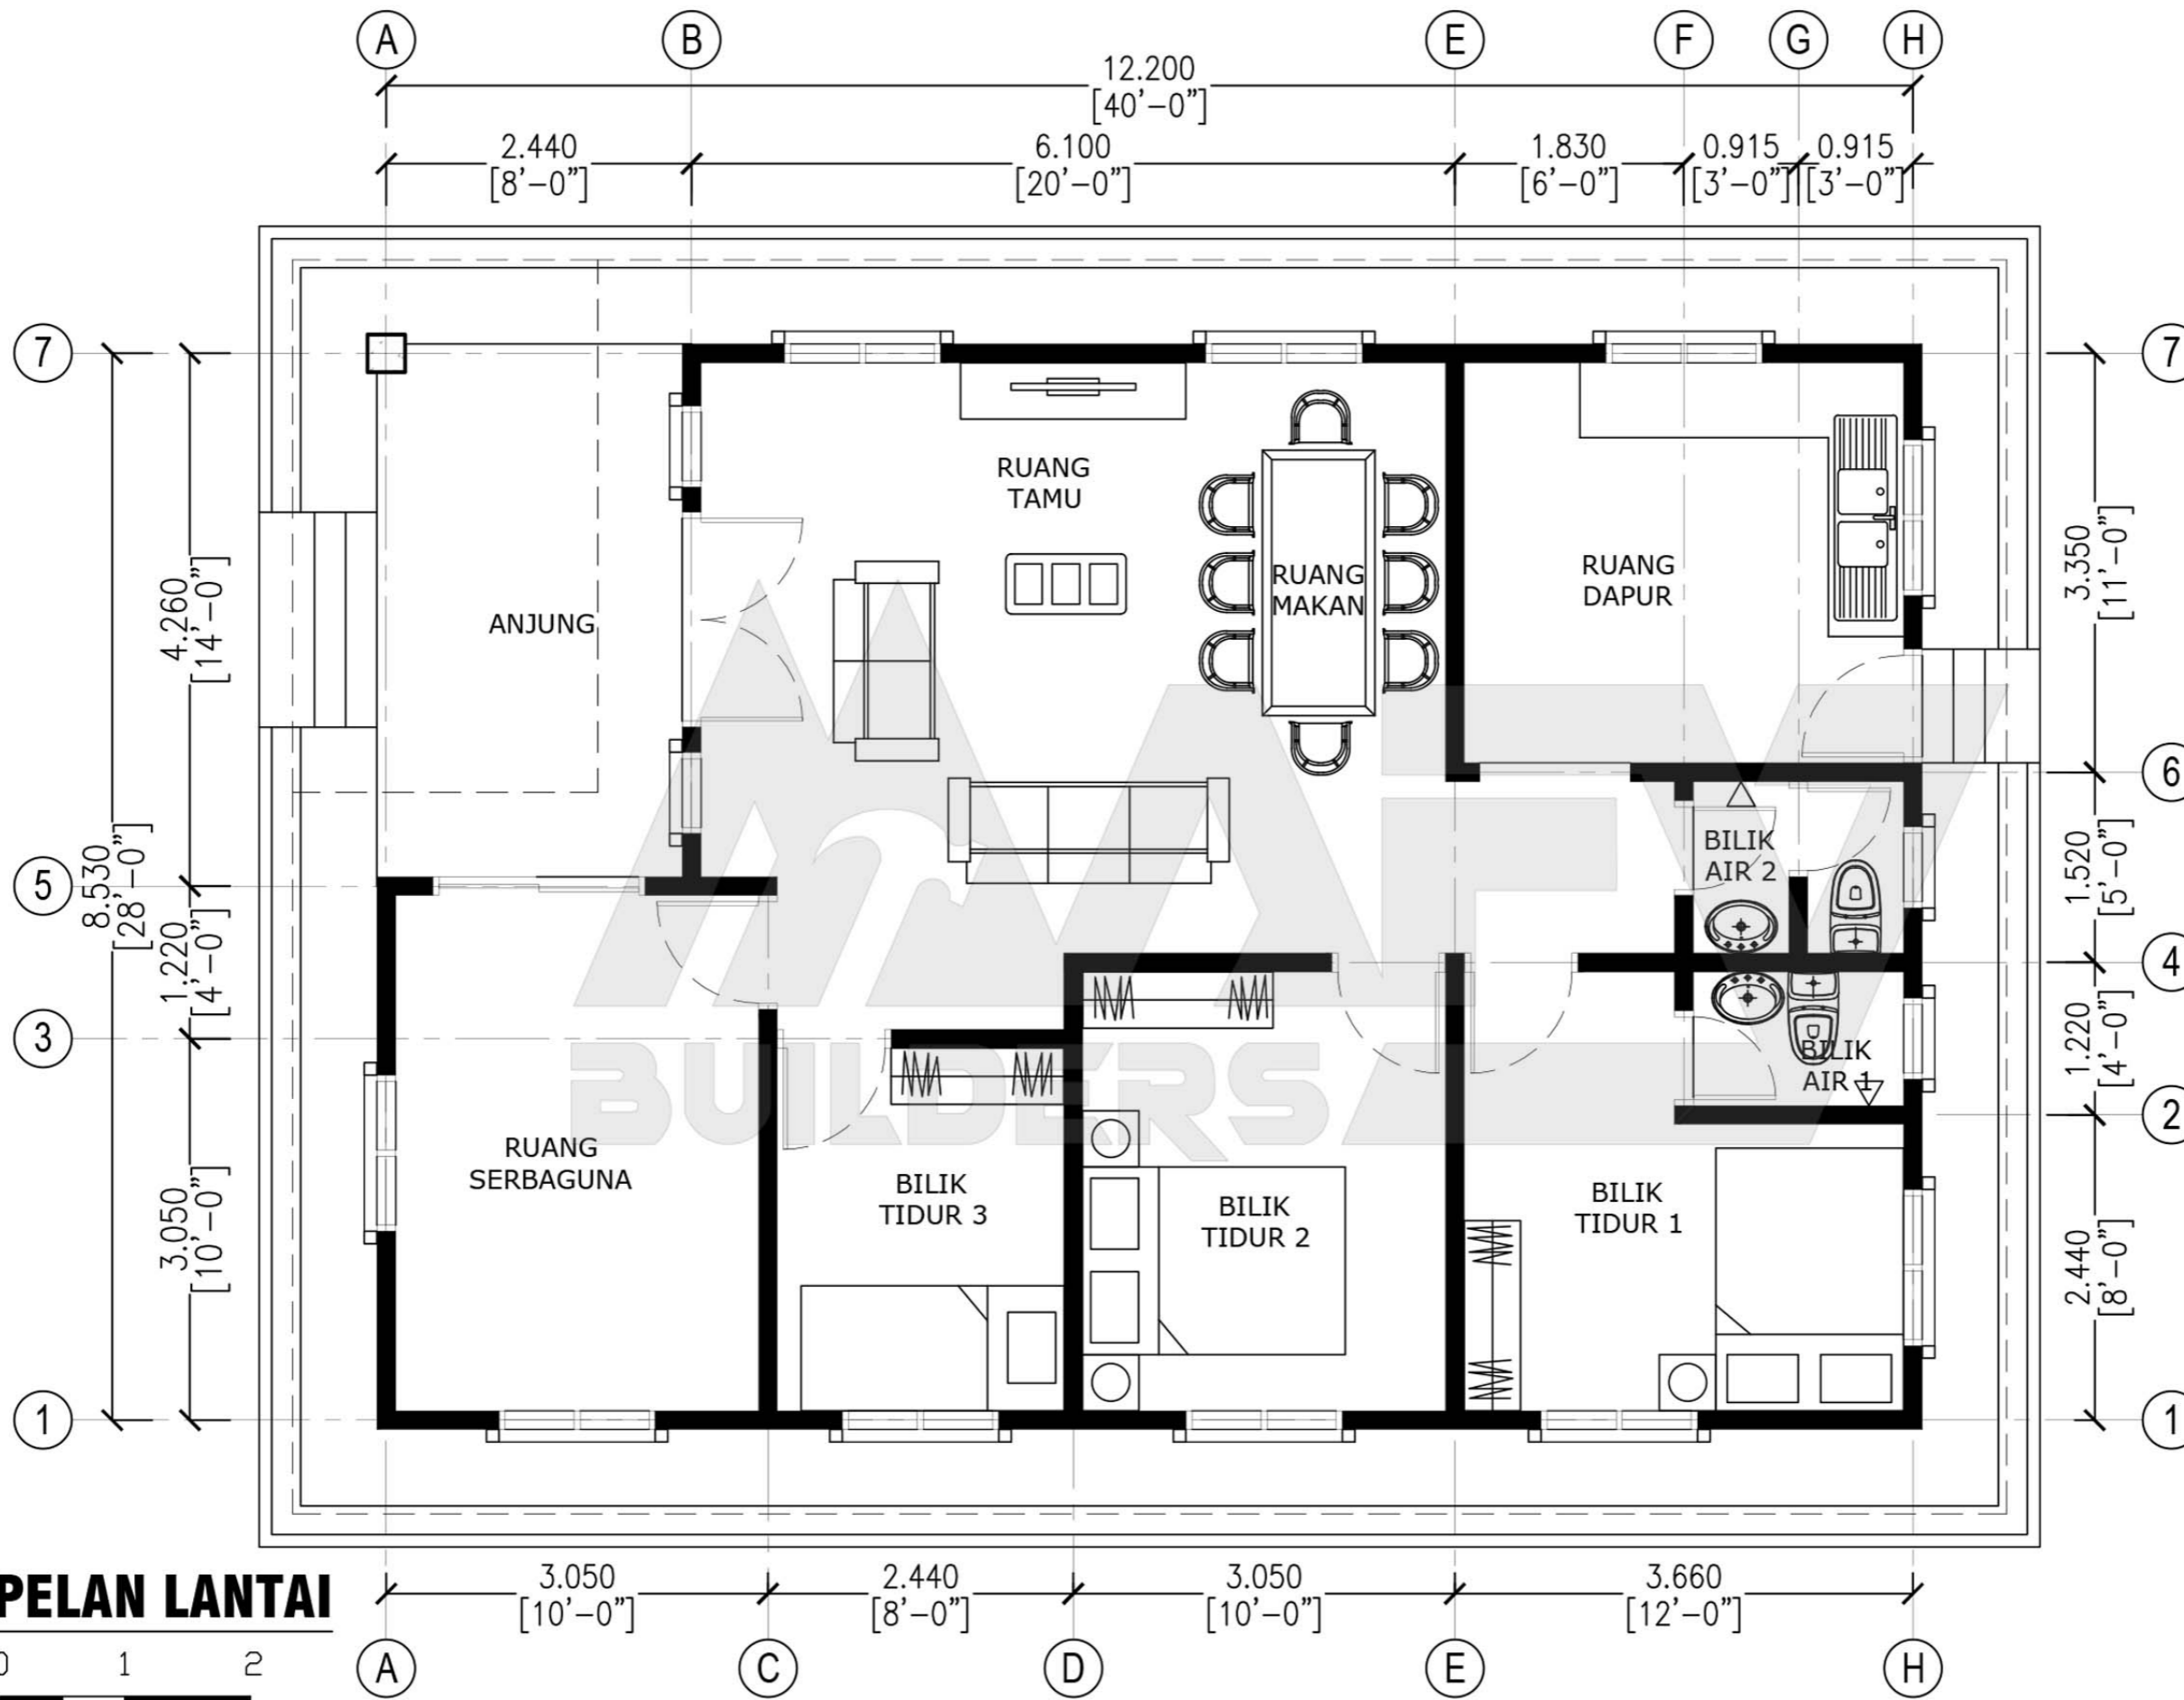 A B E F G H
12.200
[40'-0"]
2.440 6.100 1.830 0.915 0.915
[8'-0"] [20'-0"] [6'-0"] [3'-0"] [3'-0"]
7 7
RUANG
TAMU
RUANG
MAKAN
RUANG
DAPUR
ANJUNG
4.260
[14'-0"]
3.350
[11'-0"]
6
BILIK
AIR 2
5
8.530
[28'-0"]
1.220
[4'-0"]
1.520
[5'-0"]
4
3
BILIK
AIR 1
1.220
[4'-0"]
2
BUILDERS
RUANG
SERBAGUNA
BILIK
TIDUR 3
BILIK
TIDUR 2
BILIK
TIDUR 1
3.050
[10'-0"]
2.440
[8'-0"]
1 1
3.050 2.440 3.050 3.660
[10'-0"] [8'-0"] [10'-0"] [12'-0"]
A C D E H
PELAN LANTAI
0 1 2